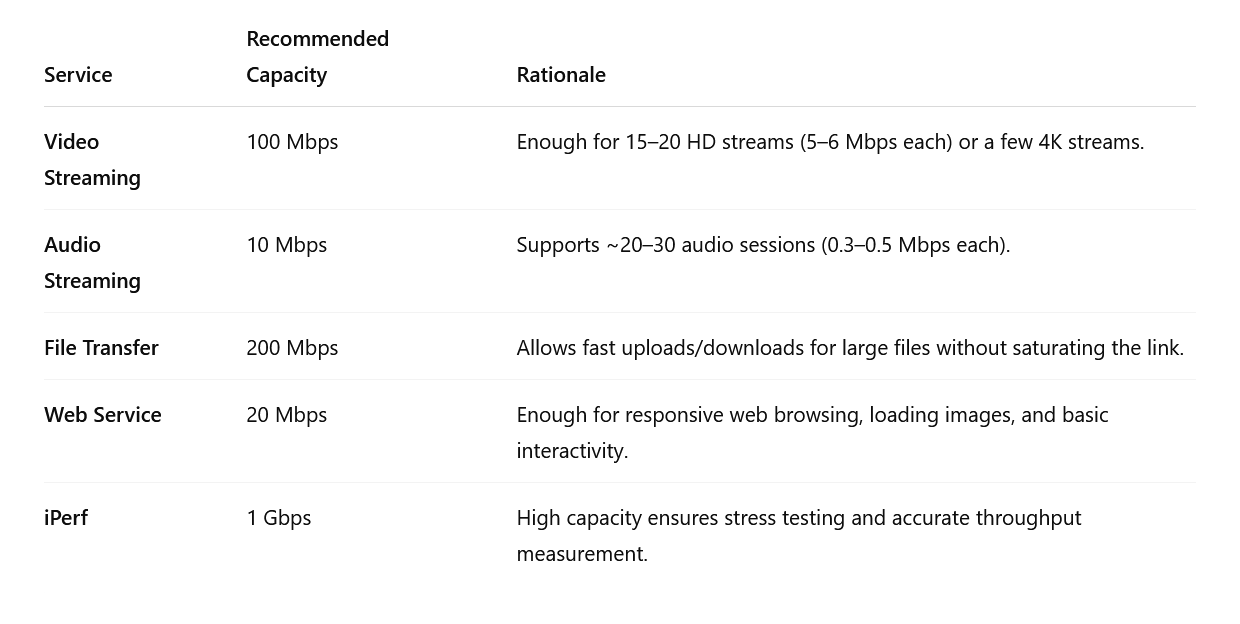 Recommended
Service Capacity Rationale
Video 100 Mbps Enough for 15–20 HD streams (5–6 Mbps each) or a few 4K streams.
Streaming
Audio 10 Mbps Supports ~20–30 audio sessions (0.3–0.5 Mbps each).
Streaming
File Transfer 200 Mbps Allows fast uploads/downloads for large files without saturating the link.
Web Service 20 Mbps Enough for responsive web browsing, loading images, and basic
interactivity.
iPerf 1 Gbps High capacity ensures stress testing and accurate throughput
measurement.